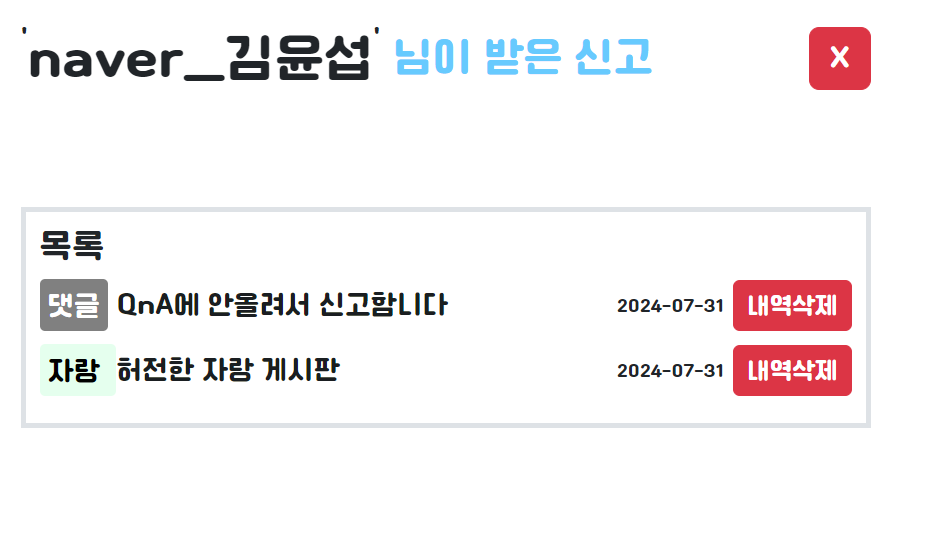 'naver_김윤섭' 님이 받은 신고 X
목록
댓글 QnA에 안올려서 신고함니다 2024-07-31 내역삭제
자랑 허전한 자랑 게시판 2024-07-31 내역삭제